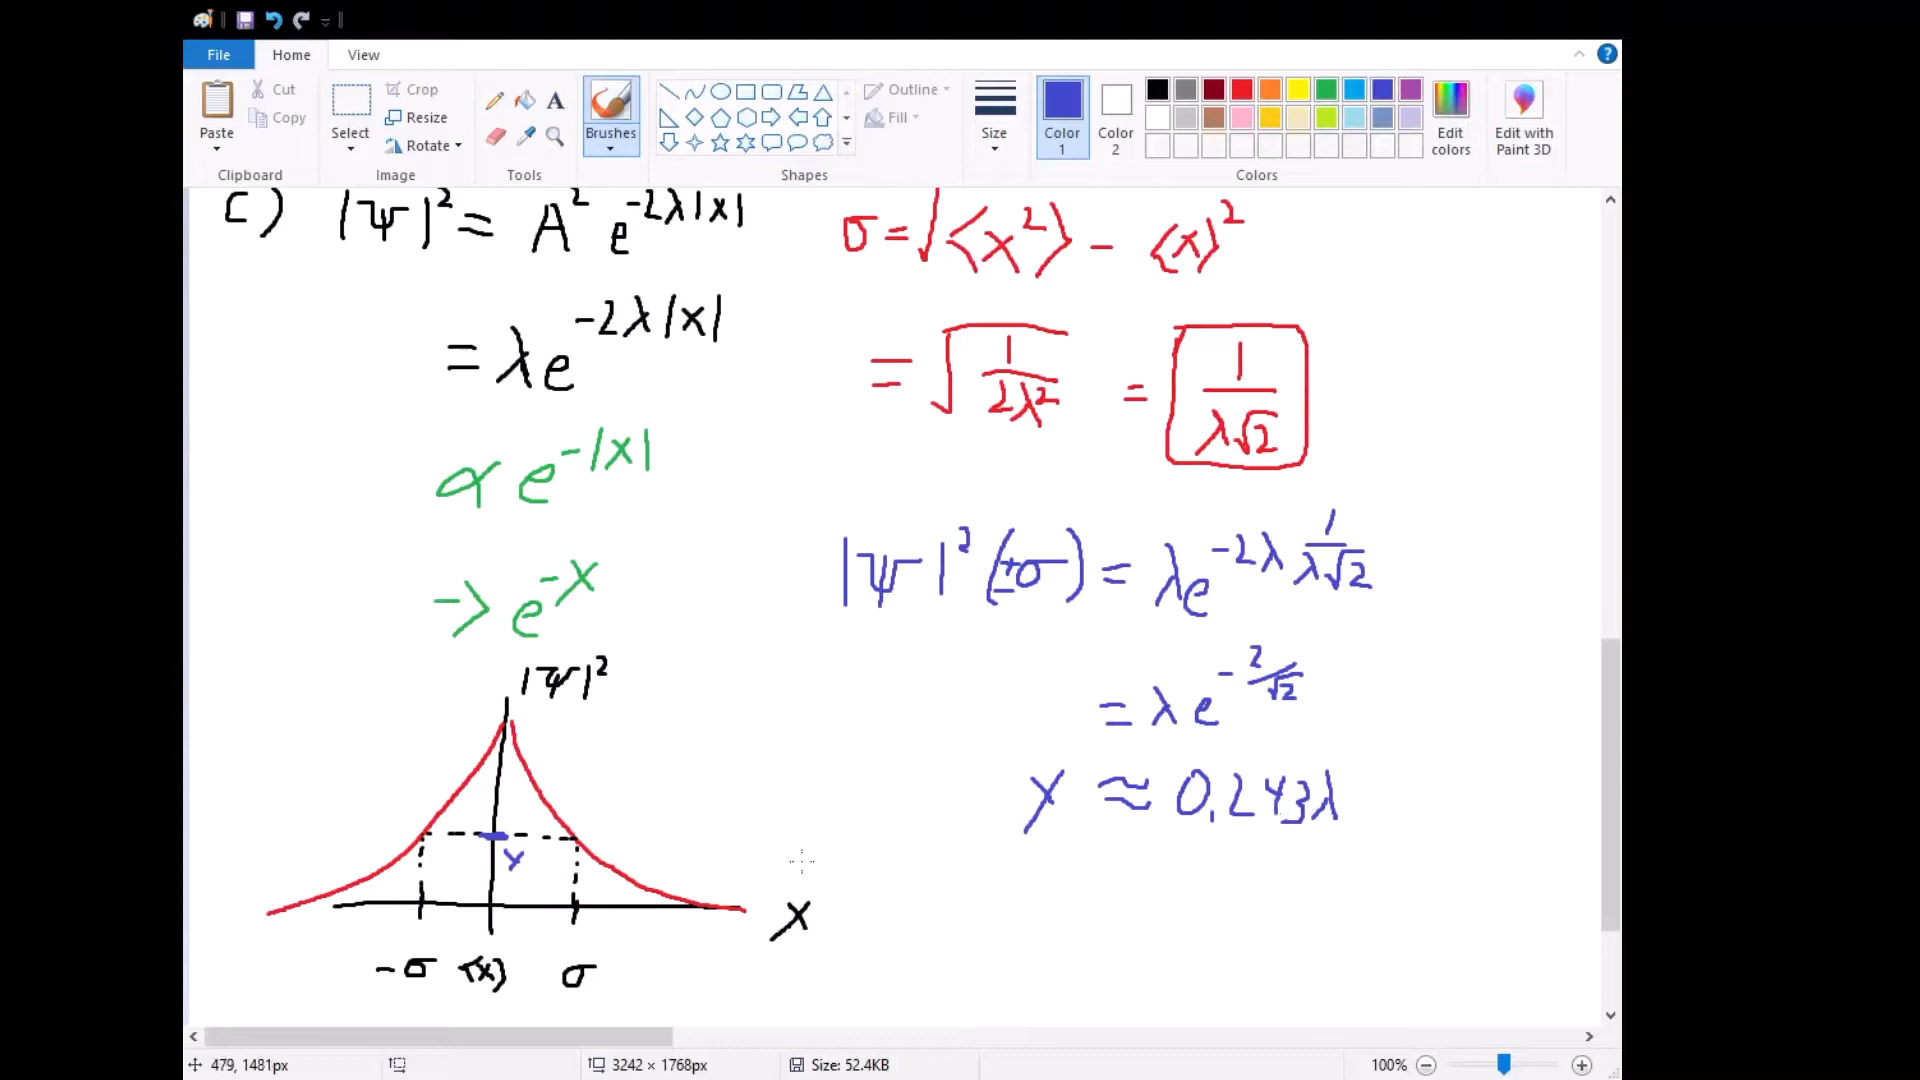 File Home View
Paste Cut Copy Select Crop Resize Rotate Brushes Outline Fill Size Color 1 Color 2 Edit colors Edit with Paint 3D
Clipboard Image Tools Shapes Colors
c) |ψ|² = A² e^{-2λ|x|}
= λe^{-2λ|x|}
∝ e^{-|x|}
-> e^{-x}
|ψ|²
y
x
-σ ⟨x⟩ σ
σ = √⟨x²⟩ - ⟨x⟩²
= √(1/2λ²) = 1/λ√2
|ψ|²(±σ) = λe^{-2λ 1/λ√2}
= λe^{-2/√2}
y ≈ 0.243λ
479, 1481px 3242 × 1768px Size: 52.4KB 100%